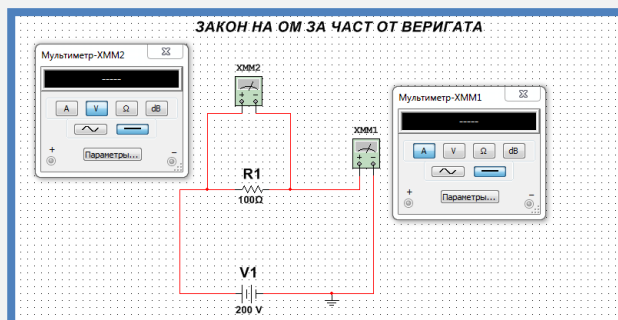 ЗАКОН НА ОМ ЗА ЧАСТ ОТ ВЕРИГАТА
Мультиметр-XMM2
-----
A V Ω dB
+ −
Параметры...
XMM2
+ −
Мультиметр-XMM1
-----
A V Ω dB
+ −
Параметры...
XMM1
+ −
R1
100Ω
V1
200 V